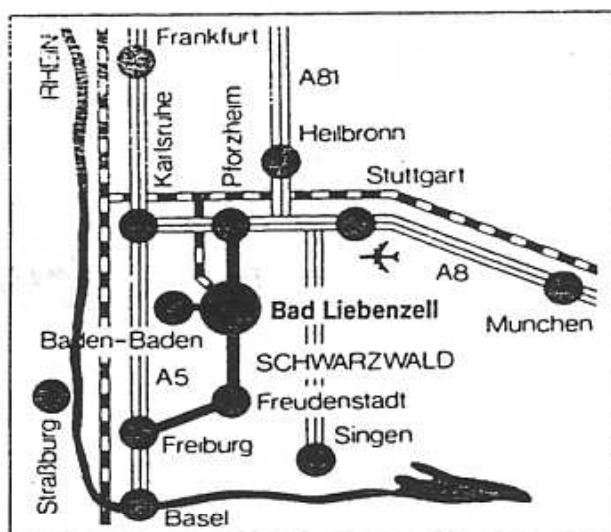 Frankfurt
RHEIN
A81
Karlsruhe
Pforzheim
Heilbronn
Stuttgart
A8
Bad Liebenzell
Munchen
Baden-Baden
SCHWARZWALD
A5
Freudenstadt
Straßburg
Freiburg
Singen
Basel